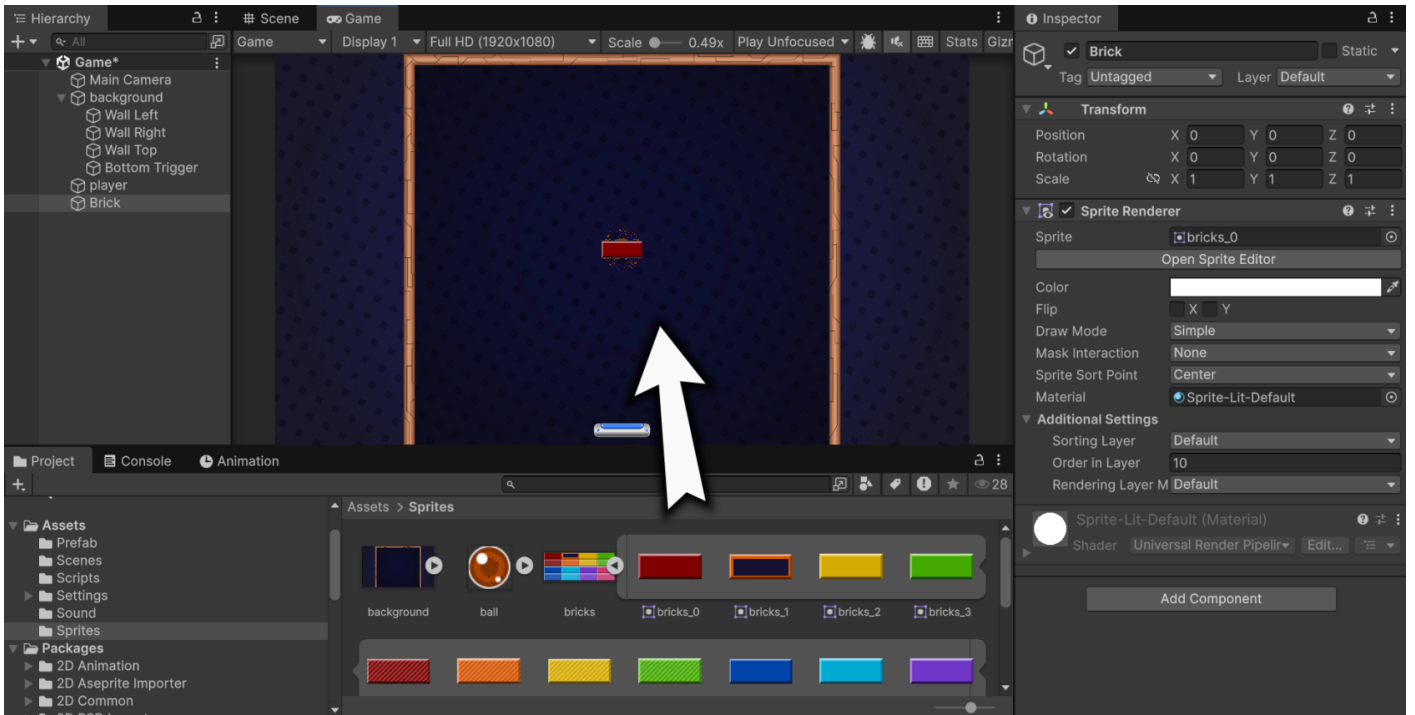 Hierarchy
All
Game*
Main Camera
background
Wall Left
Wall Right
Wall Top
Bottom Trigger
player
Brick
Scene
Game
Game
Display 1
Full HD (1920x1080)
Scale
0.49x
Play Unfocused
Stats
Giz
Inspector
Brick
Static
Tag Untagged
Layer Default
Transform
Position X 0 Y 0 Z 0
Rotation X 0 Y 0 Z 0
Scale X 1 Y 1 Z 1
Sprite Renderer
Sprite bricks_0
Open Sprite Editor
Color
Flip X Y
Draw Mode Simple
Mask Interaction None
Sprite Sort Point Center
Material Sprite-Lit-Default
Additional Settings
Sorting Layer Default
Order in Layer 10
Rendering Layer M Default
Sprite-Lit-Default (Material)
Shader Universal Render Pipelir Edit...
Add Component
Project
Console
Animation
28
Assets
Prefab
Scenes
Scripts
Settings
Sound
Sprites
Packages
2D Animation
2D Aseprite Importer
2D Common
Assets > Sprites
background
ball
bricks
bricks_0
bricks_1
bricks_2
bricks_3